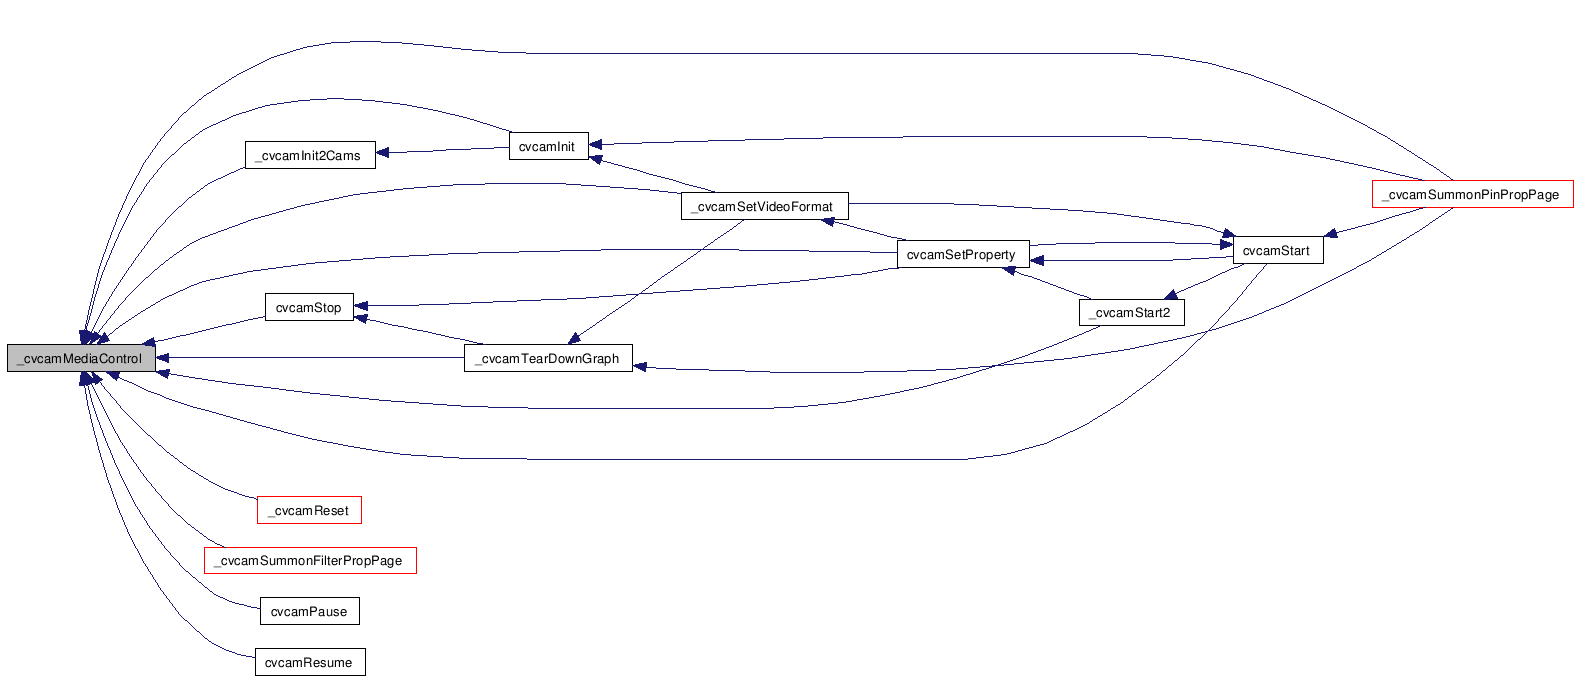 cvcamInit
_cvcamInit2Cams
_cvcamSummonPinPropPage
_cvcamSetVideoFormat
cvcamStart
cvcamSetProperty
cvcamStop
_cvcamStart2
_cvcamMediaControl
_cvcamTearDownGraph
_cvcamReset
_cvcamSummonFilterPropPage
cvcamPause
cvcamResume